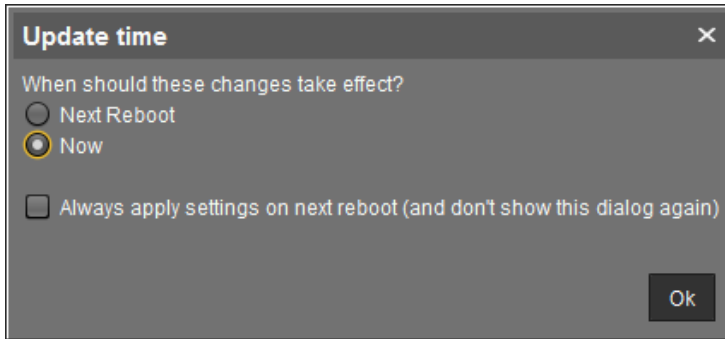 Update time
When should these changes take effect?
Next Reboot
Now
Always apply settings on next reboot (and don't show this dialog again)
Ok